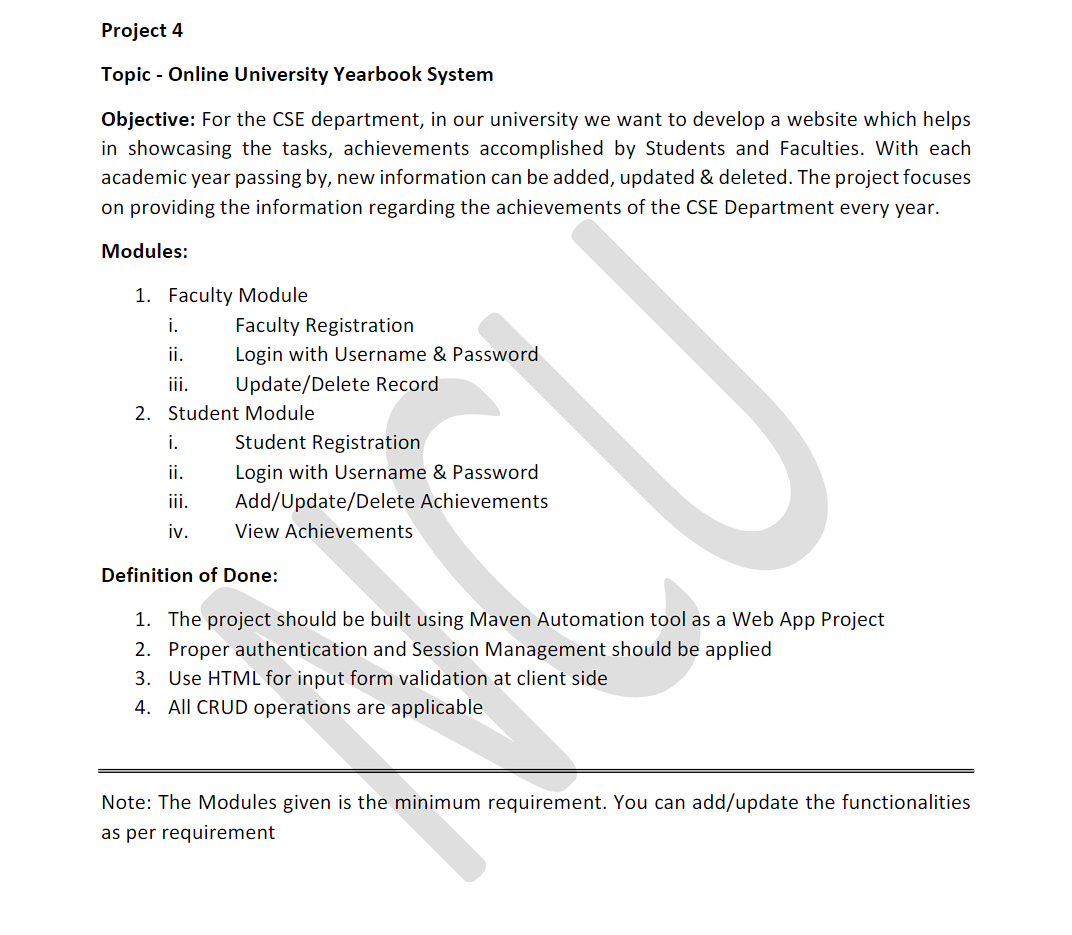 Project 4
Topic - Online University Yearbook System
Objective: For the CSE department, in our university we want to develop a website which helps
in showcasing the tasks, achievements accomplished by Students and Faculties. With each
academic year passing by, new information can be added, updated & deleted. The project focuses
on providing the information regarding the achievements of the CSE Department every year.
Modules:
1. Faculty Module
i. Faculty Registration
ii. Login with Username & Password
iii. Update/Delete Record
2. Student Module
i. Student Registration
ii. Login with Username & Password
iii. Add/Update/Delete Achievements
iv. View Achievements
Definition of Done:
1. The project should be built using Maven Automation tool as a Web App Project
2. Proper authentication and Session Management should be applied
3. Use HTML for input form validation at client side
4. All CRUD operations are applicable
Note: The Modules given is the minimum requirement. You can add/update the functionalities
as per requirement
NCU